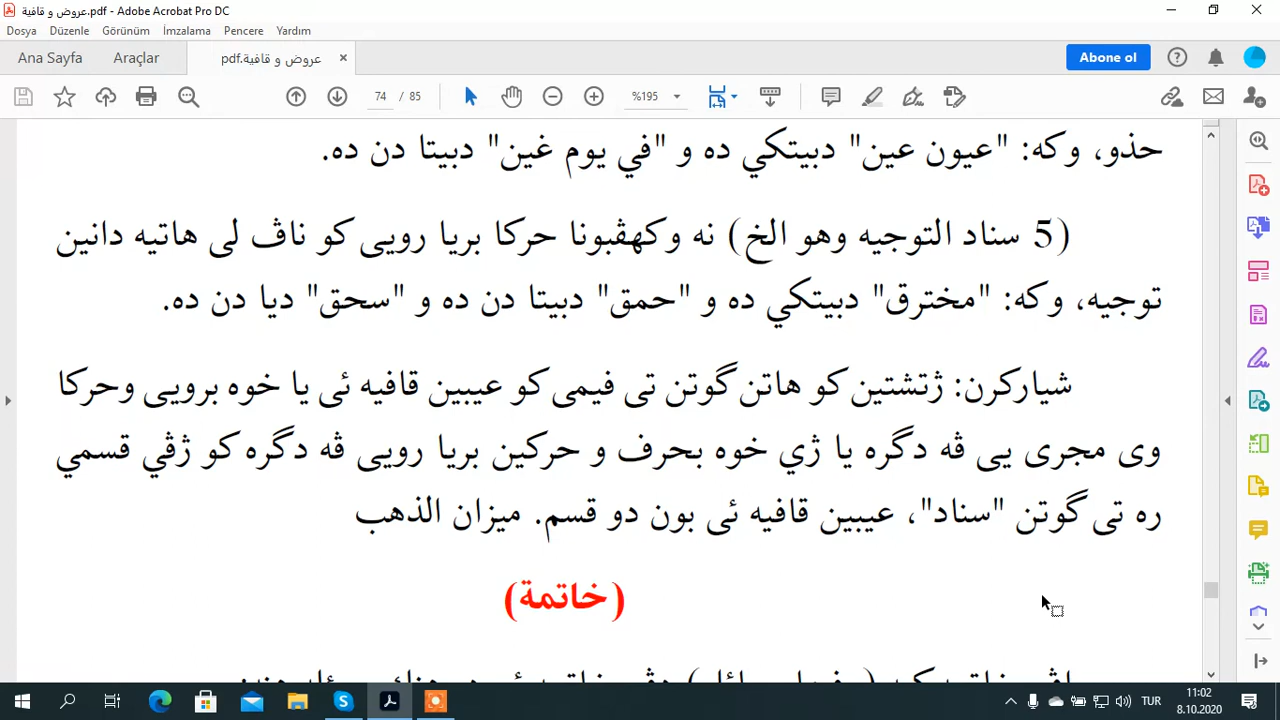 عروض و قافية.pdf - Adobe Acrobat Pro DC
Dosya Düzenle Görünüm İmzalama Pencere Yardım
Ana Sayfa Araçlar عروض و قافية.pdf × Abone ol
74 / 85 %195
حذو، وكه: "عيون عين" دبيتكي ده و "في يوم غين" دبيتا دن ده.
(5 سناد التوجيه وهو الخ) نه وكهڤبونا حركا بريا رويى كو ناڤ لى هاتيه دانين
توجيه، وكه: "مخترق" دبيتكي ده و "حمق" دبيتا دن ده و "سحق" ديا دن ده.
شياركرن: ژتشتين كو هاتن گوتن تى فيمى كو عيبين قافيه ئى يا خوه برويى وحركا
وى مجرى يى ڤه دگره يا ژي خوه بحرف و حركين بريا رويى ڤه دگره كو ژڤي قسمي
ره تى گوتن "سناد"، عيبين قافيه ئى بون دو قسم. ميزان الذهب
(خاتمة)
TUR
11:02
8.10.2020